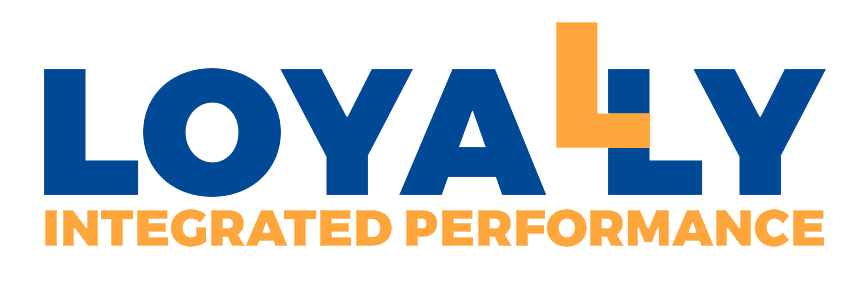 LOYALLY
INTEGRATED PERFORMANCE